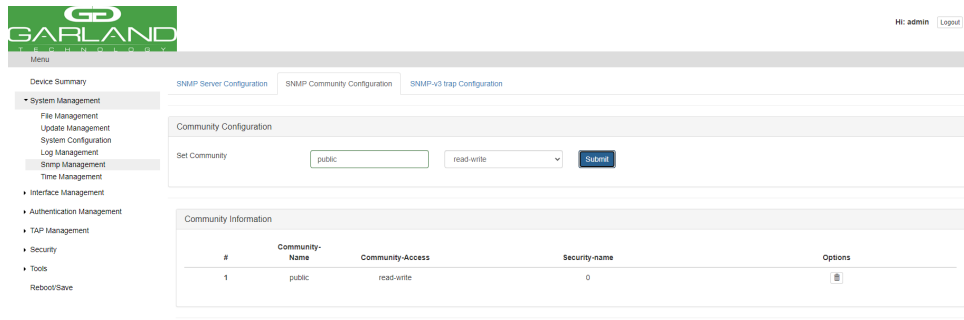 GARLAND
TECHNOLOGY
Hi: admin Logout
Menu
Device Summary
System Management
File Management
Update Management
System Configuration
Log Management
Snmp Management
Time Management
Interface Management
Authentication Management
TAP Management
Security
Tools
Reboot/Save
SNMP Server Configuration SNMP Community Configuration SNMP-v3 trap Configuration
Community Configuration
Set Community public read-write Submit
Community Information
# Community-Name Community-Access Security-name Options
1 public read-write 0